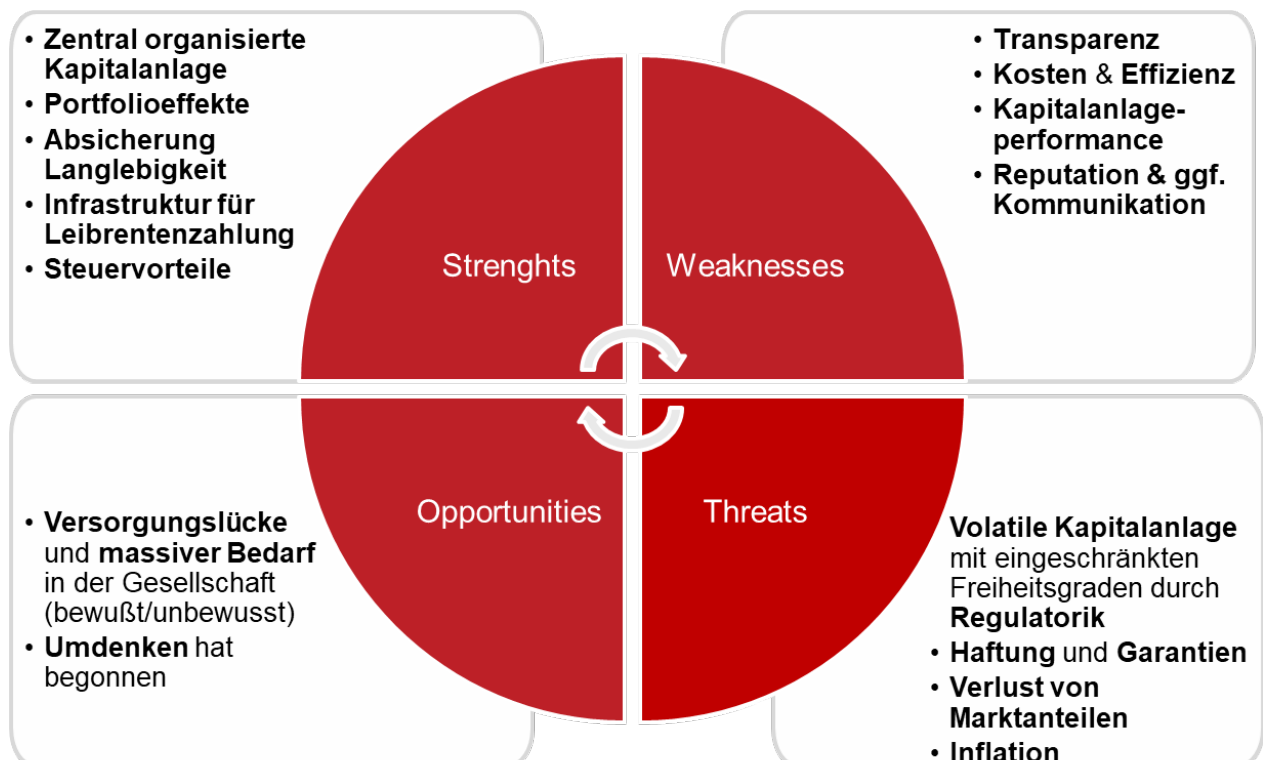 • Zentral organisierte
Kapitalanlage
• Portfolioeffekte
• Absicherung
Langlebigkeit
• Infrastruktur für
Leibrentenzahlung
• Steuervorteile
Strenghts
Weaknesses
• Transparenz
• Kosten & Effizienz
• Kapitalanlage-
performance
• Reputation & ggf.
Kommunikation
• Versorgungslücke
und massiver Bedarf
in der Gesellschaft
(bewußt/unbewusst)
• Umdenken hat
begonnen
Opportunities
Threats
Volatile Kapitalanlage
mit eingeschränkten
Freiheitsgraden durch
Regulatorik
• Haftung und Garantien
• Verlust von
Marktanteilen
• Inflation